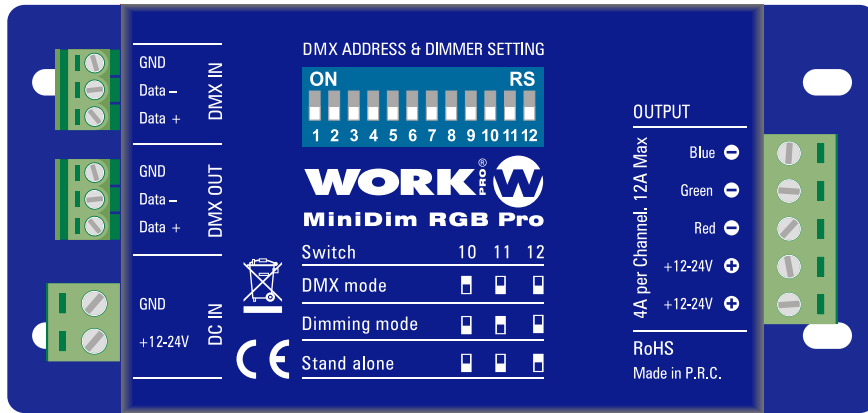 GND
Data –
Data +
DMX IN
GND
Data –
Data +
DMX OUT
GND
+12-24V
DC IN
DMX ADDRESS & DIMMER SETTING
ON RS
1 2 3 4 5 6 7 8 9 10 11 12
WORK PRO® W
MiniDim RGB Pro
Switch 10 11 12
DMX mode
Dimming mode
Stand alone
CE
OUTPUT
4A per Channel. 12A Max
Blue
Green
Red
+12-24V
+12-24V
RoHS
Made in P.R.C.